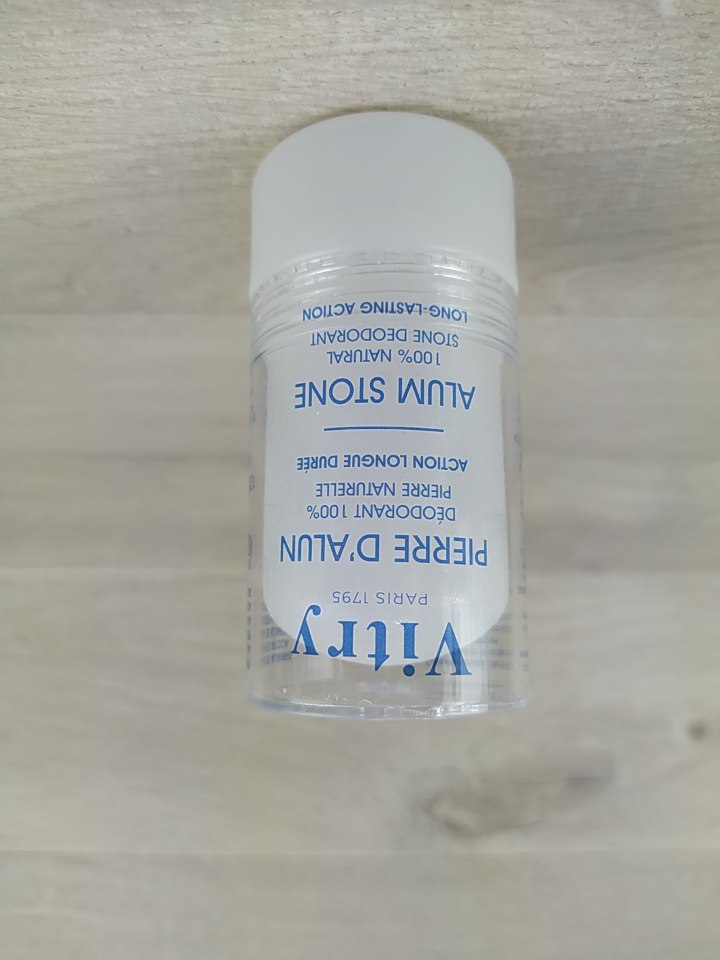 Vitry
PARIS 1795
PIERRE D'ALUN
DÉODORANT 100%
PIERRE NATURELLE
ACTION LONGUE DURÉE
ALUM STONE
100% NATURAL
STONE DEODORANT
LONG-LASTING ACTION